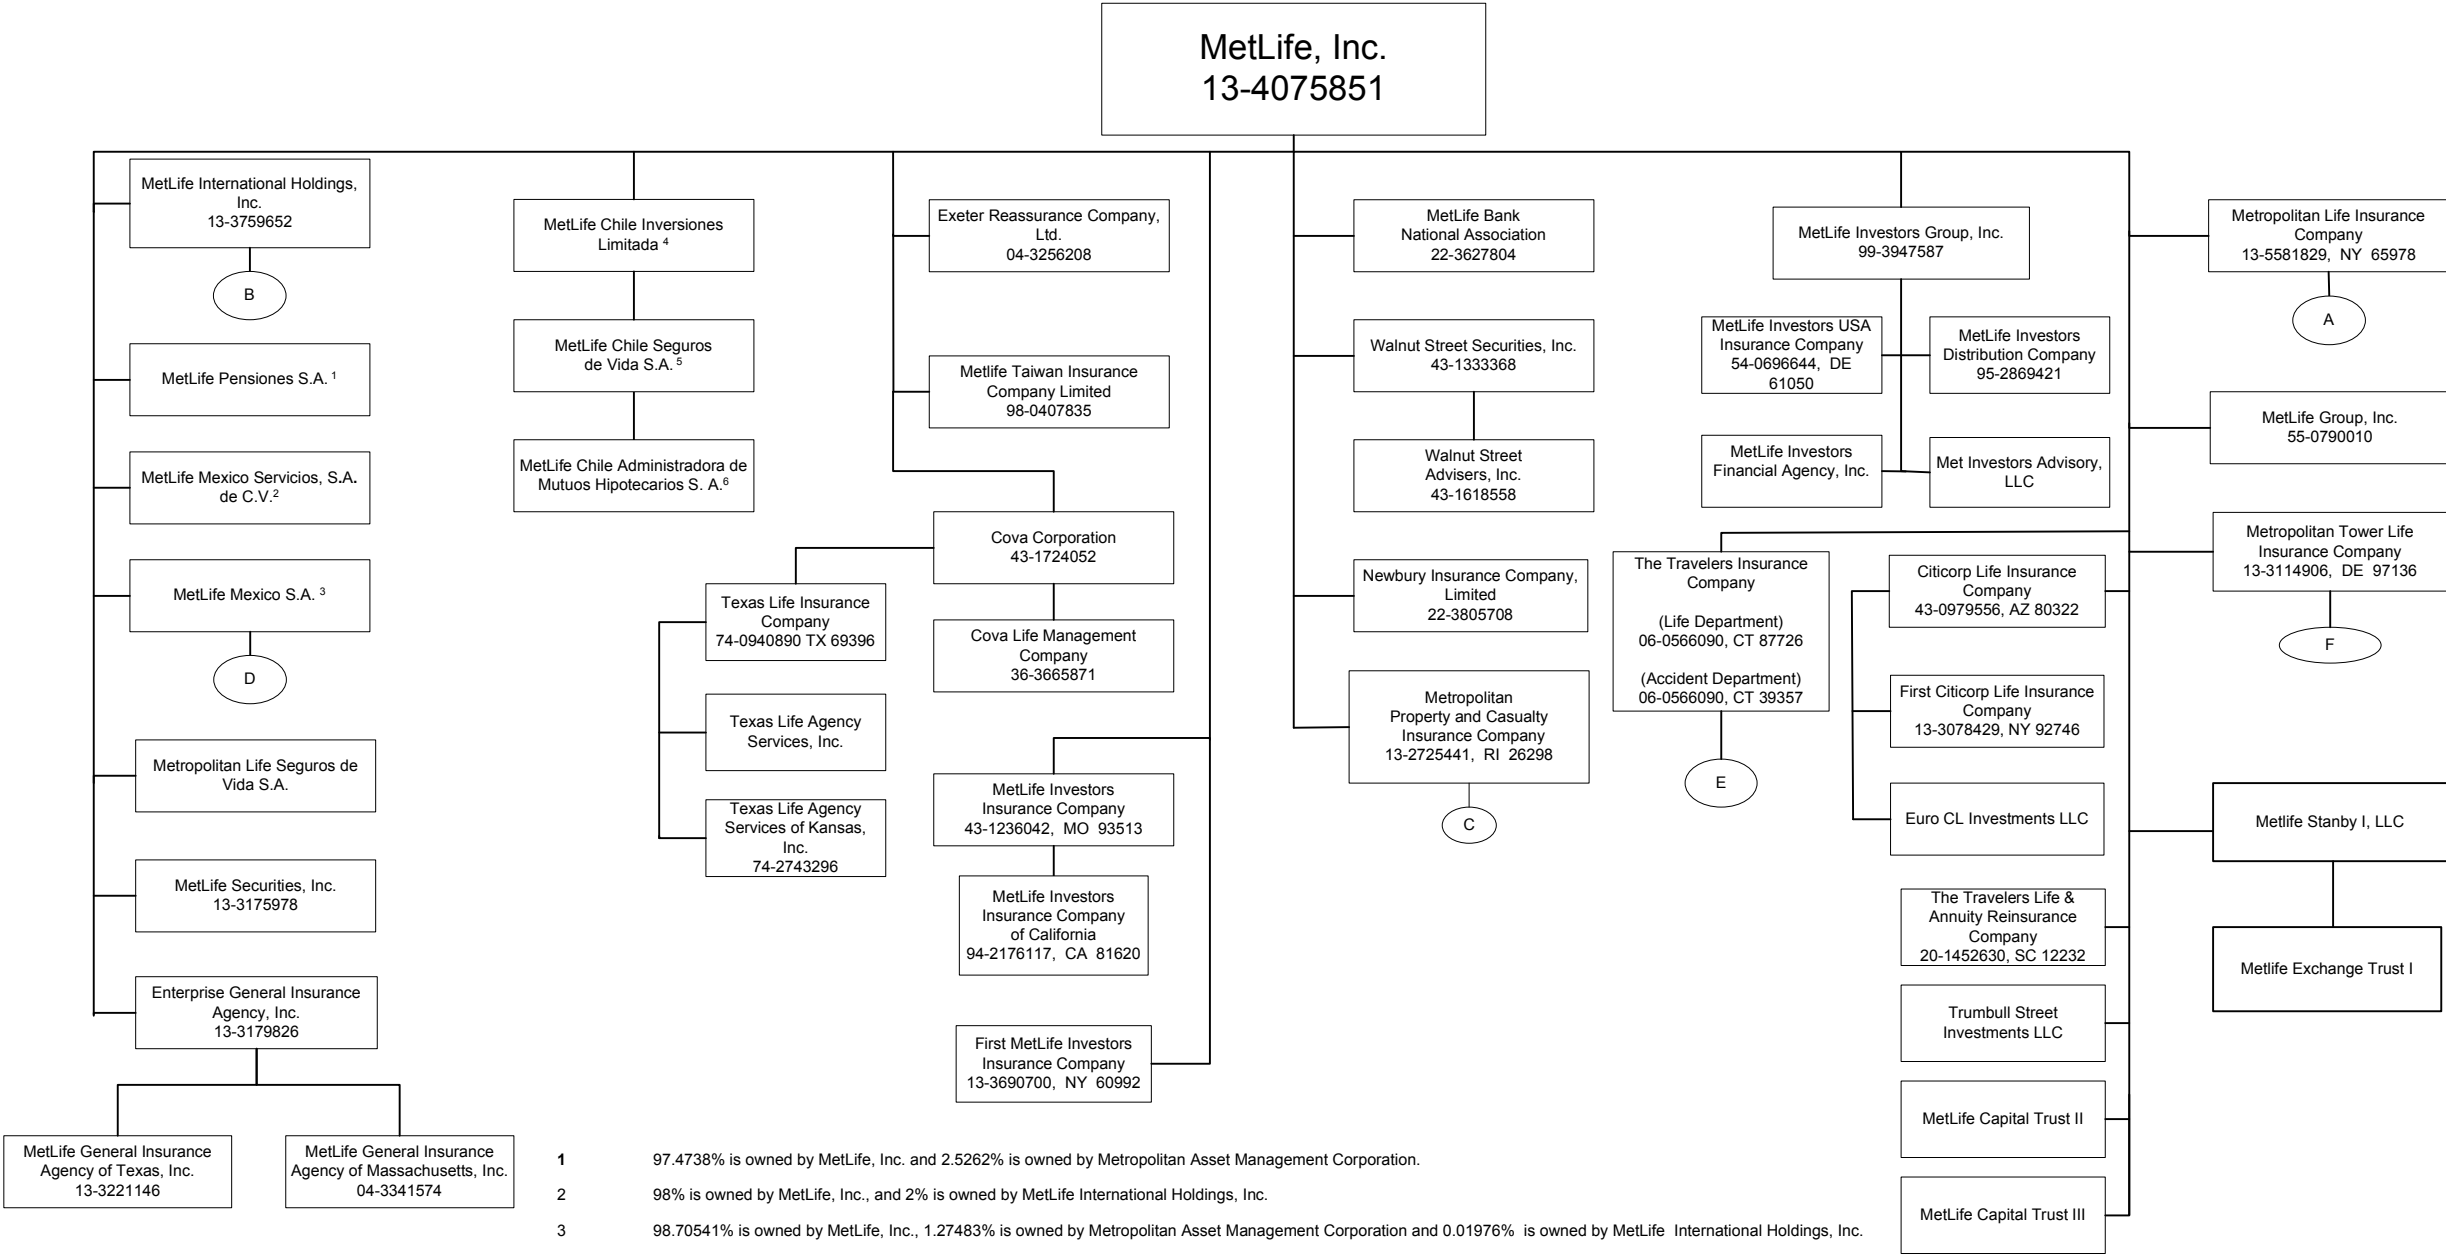 MetLife, Inc.
13-4075851
MetLife International Holdings,
Inc.
13-3759652
B
MetLife Pensiones S.A. 1
MetLife Mexico Servicios, S.A.
de C.V.2
MetLife Mexico S.A. 3
D
Metropolitan Life Seguros de
Vida S.A.
MetLife Securities, Inc.
13-3175978
Enterprise General Insurance
Agency, Inc.
13-3179826
MetLife General Insurance
Agency of Texas, Inc.
13-3221146
MetLife General Insurance
Agency of Massachusetts, Inc.
04-3341574
MetLife Chile Inversiones
Limitada 4
MetLife Chile Seguros
de Vida S.A. 5
MetLife Chile Administradora de
Mutuos Hipotecarios S. A.6
Exeter Reassurance Company,
Ltd.
04-3256208
Metlife Taiwan Insurance
Company Limited
98-0407835
Cova Corporation
43-1724052
Texas Life Insurance
Company
74-0940890 TX 69396
Texas Life Agency
Services, Inc.
Texas Life Agency
Services of Kansas,
Inc.
74-2743296
Cova Life Management
Company
36-3665871
MetLife Investors
Insurance Company
43-1236042, MO 93513
MetLife Investors
Insurance Company
of California
94-2176117, CA 81620
First MetLife Investors
Insurance Company
13-3690700, NY 60992
MetLife Bank
National Association
22-3627804
Walnut Street Securities, Inc.
43-1333368
Walnut Street
Advisers, Inc.
43-1618558
Newbury Insurance Company,
Limited
22-3805708
Metropolitan
Property and Casualty
Insurance Company
13-2725441, RI 26298
C
MetLife Investors Group, Inc.
99-3947587
MetLife Investors USA
Insurance Company
54-0696644, DE
61050
MetLife Investors
Distribution Company
95-2869421
MetLife Investors
Financial Agency, Inc.
Met Investors Advisory,
LLC
The Travelers Insurance
Company
(Life Department)
06-0566090, CT 87726
(Accident Department)
06-0566090, CT 39357
E
Citicorp Life Insurance
Company
43-0979556, AZ 80322
First Citicorp Life Insurance
Company
13-3078429, NY 92746
Euro CL Investments LLC
The Travelers Life &
Annuity Reinsurance
Company
20-1452630, SC 12232
Trumbull Street
Investments LLC
MetLife Capital Trust II
MetLife Capital Trust III
Metropolitan Life Insurance
Company
13-5581829, NY 65978
A
MetLife Group, Inc.
55-0790010
Metropolitan Tower Life
Insurance Company
13-3114906, DE 97136
F
Metlife Stanby I, LLC
Metlife Exchange Trust I
1 97.4738% is owned by MetLife, Inc. and 2.5262% is owned by Metropolitan Asset Management Corporation.
2 98% is owned by MetLife, Inc., and 2% is owned by MetLife International Holdings, Inc.
3 98.70541% is owned by MetLife, Inc., 1.27483% is owned by Metropolitan Asset Management Corporation and 0.01976% is owned by MetLife International Holdings, Inc.